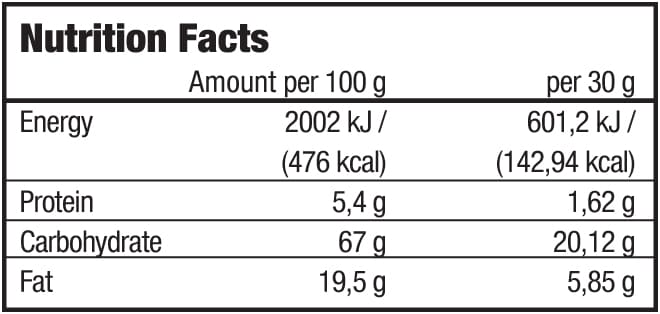 Nutrition Facts
Amount per 100 g per 30 g
Energy 2002 kJ / 601,2 kJ /
(476 kcal) (142,94 kcal)
Protein 5,4 g 1,62 g
Carbohydrate 67 g 20,12 g
Fat 19,5 g 5,85 g